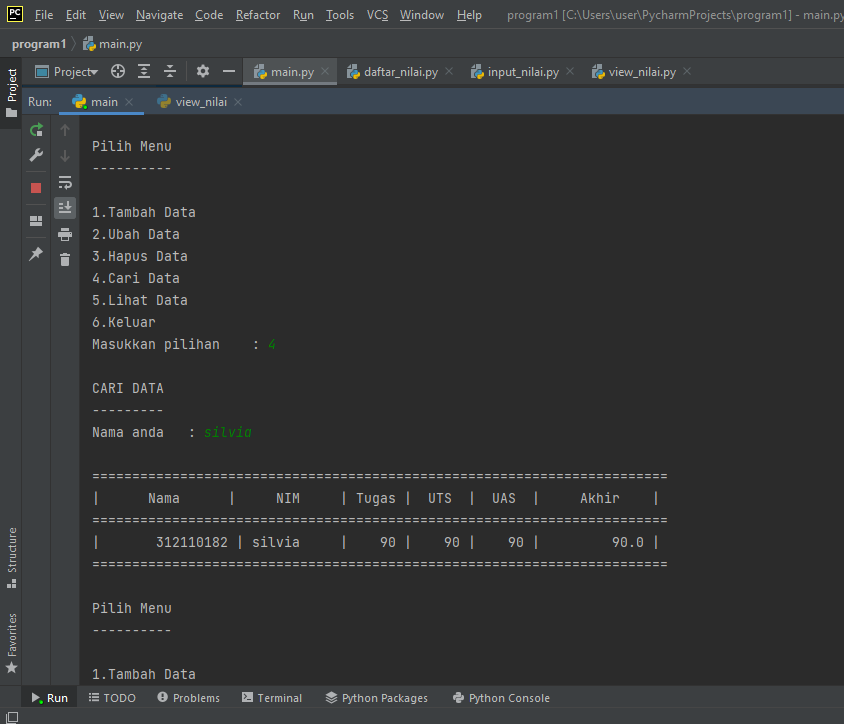 PC File Edit View Navigate Code Refactor Run Tools VCS Window Help program1 [C:\Users\user\PycharmProjects\program1] - main.py
program1 main.py
Project
Project main.py daftar_nilai.py input_nilai.py view_nilai.py
Run: main view_nilai
Pilih Menu
----------
1.Tambah Data
2.Ubah Data
3.Hapus Data
4.Cari Data
5.Lihat Data
6.Keluar
Masukkan pilihan    : 4
CARI DATA
---------
Nama anda   : silvia
========================================================================
|      Nama      |     NIM     | Tugas |  UTS  |  UAS  |     Akhir    |
========================================================================
|       312110182 | silvia     |    90 |    90 |    90 |         90.0 |
========================================================================
Pilih Menu
----------
1.Tambah Data
Structure
Favorites
Run TODO Problems Terminal Python Packages Python Console